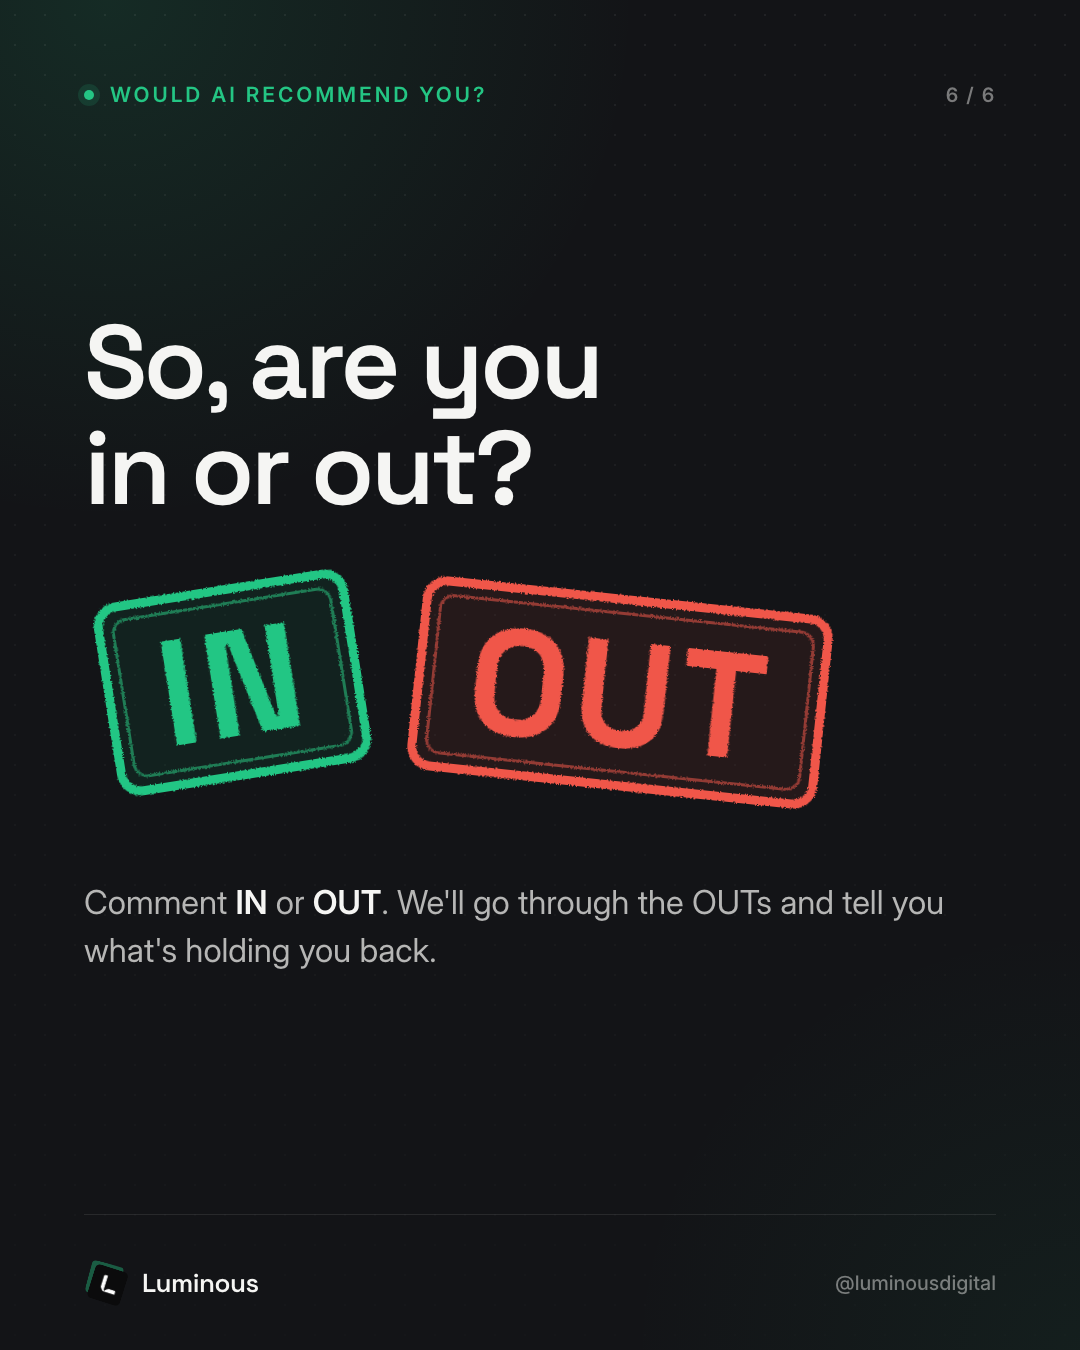 WOULD AI RECOMMEND YOU?
6 / 6
So, are you
in or out?
IN
OUT
Comment IN or OUT. We'll go through the OUTs and tell you
what's holding you back.
L
Luminous
@luminousdigital